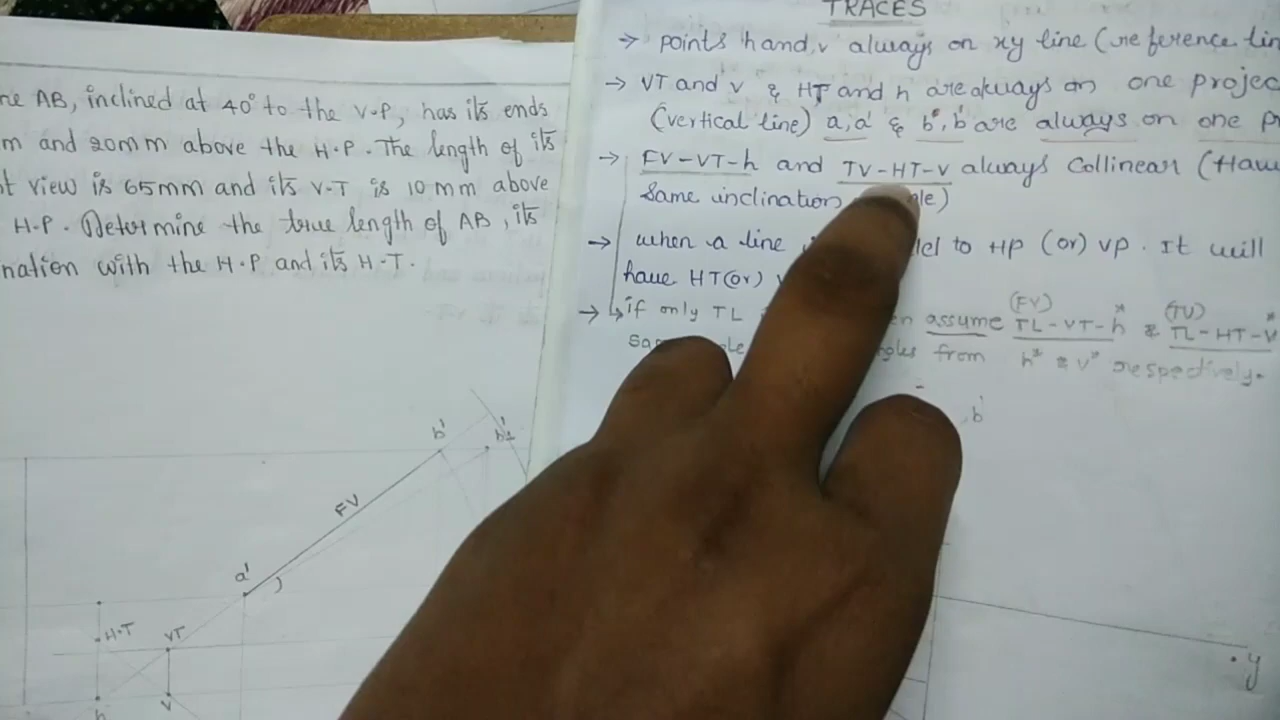 ne AB, inclined at 40° to the V.P, has its ends
m and 20mm above the H.P. The length of its
t view is 65mm and its V.T is 10 mm above
H.P. Determine the true length of AB, its
nation with the H.P and its H.T.
b'
FV
a'
H.T
VT
h
v
TRACES
→ points h and, v always on xy line (reference lin
→ VT and v & HT and h are always on one projec
(vertical line) a, a' & b, b' are always on one p
→ FV-VT-h and TV-HT-V always Collinear (Hav
Same inclination
→ when a line to HP (or) VP. It will
have HT (or)
→ if only TL assume (FV) TL-VT-h* & (TV) TL-HT-V*
from h* & v* respectively.
b'
y